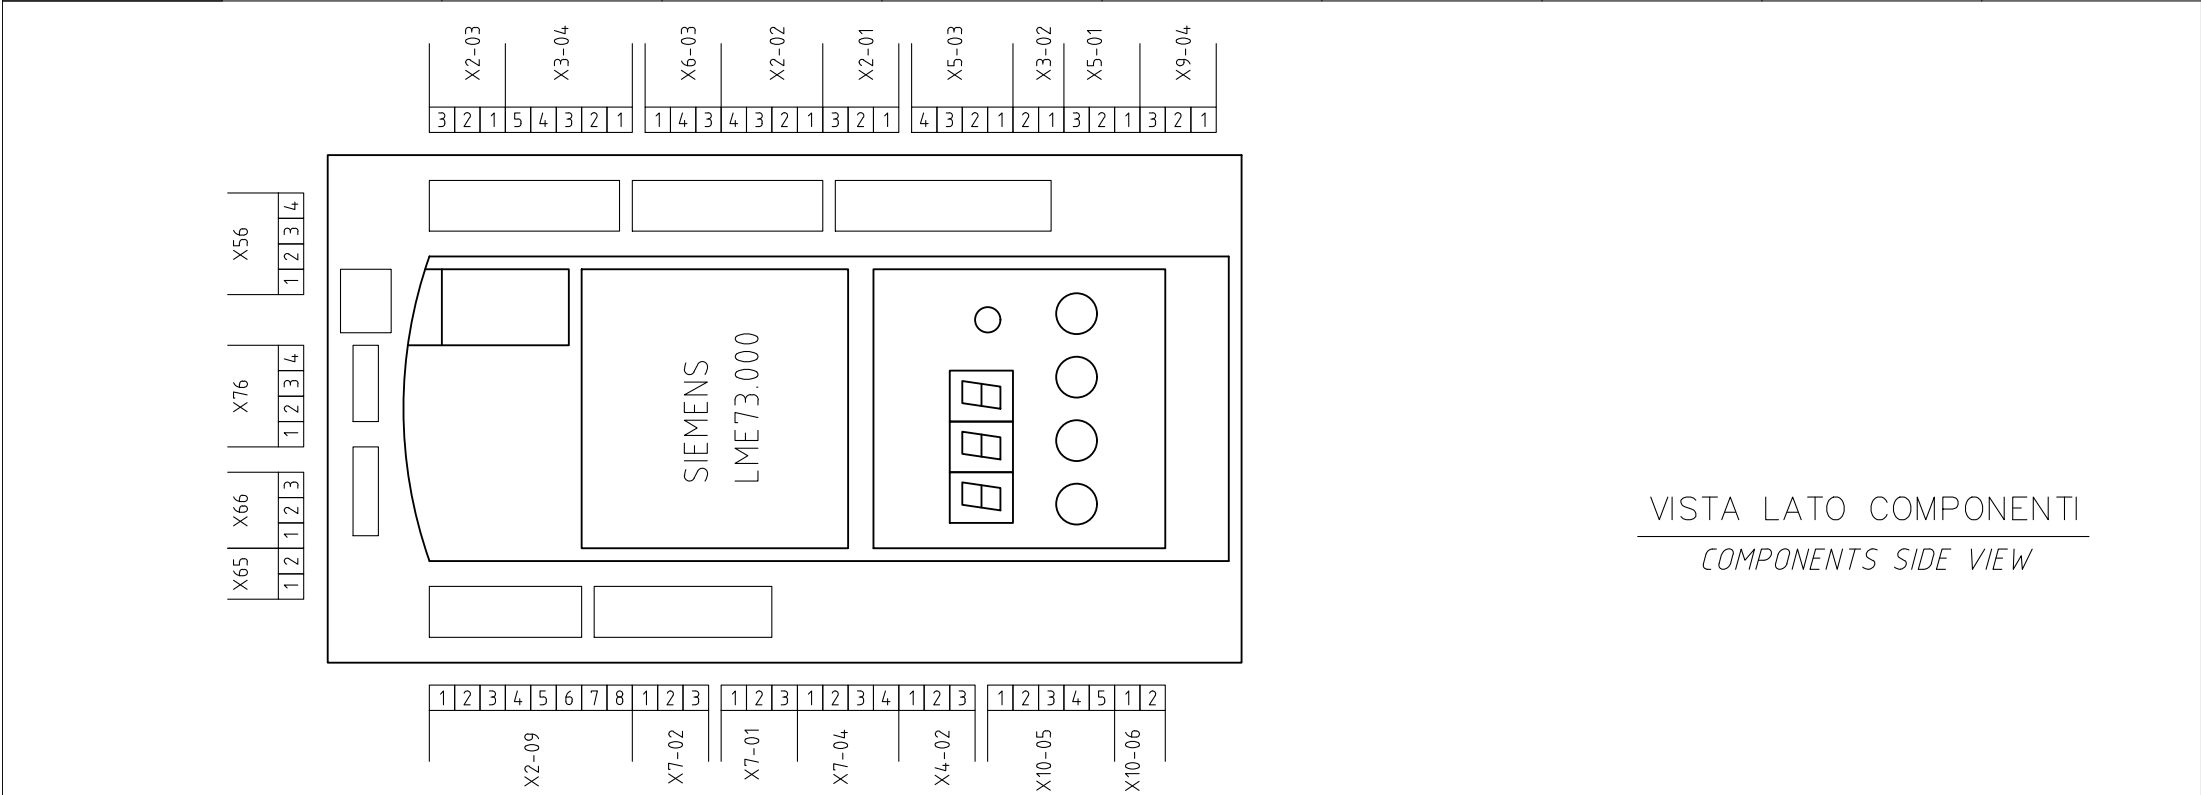 X2-03 X3-04 X6-03 X2-02 X2-01 X5-03 X3-02 X5-01 X9-04
3 2 1 5 4 3 2 1 1 4 3 4 3 2 1 3 2 1 4 3 2 1 2 1 3 2 1 3 2 1
X56
1 2 3 4
X76
1 2 3 4
X66
1 2 3
X65
1 2
SIEMENS
LME73.000
VISTA LATO COMPONENTI
COMPONENTS SIDE VIEW
1 2 3 4 5 6 7 8 1 2 3 1 2 3 1 2 3 4 1 2 3 1 2 3 4 5 1 2
X2-09 X7-02 X7-01 X7-04 X4-02 X10-05 X10-06